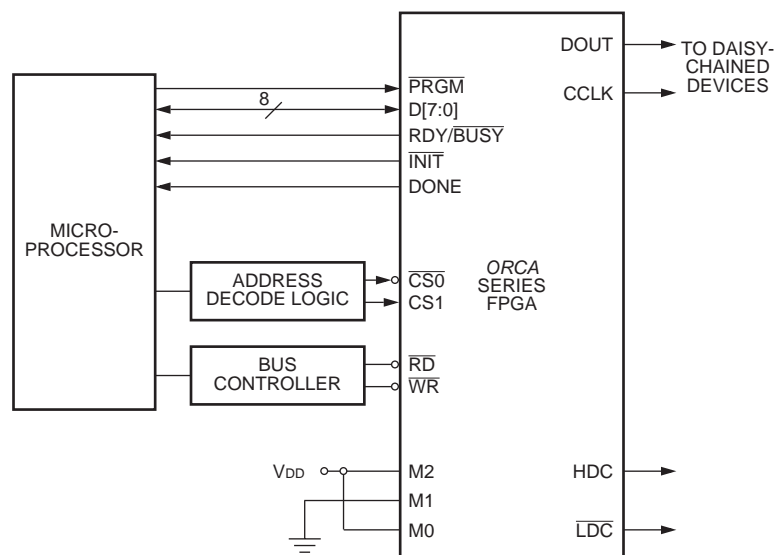 DOUT
TO DAISY-
CHAINED
DEVICES
CCLK
PRGM
8
D[7:0]
RDY/BUSY
INIT
DONE
MICRO-
PROCESSOR
ADDRESS
DECODE LOGIC
CS0
CS1
ORCA
SERIES
FPGA
BUS
CONTROLLER
RD
WR
VDD
M2
M1
M0
HDC
LDC